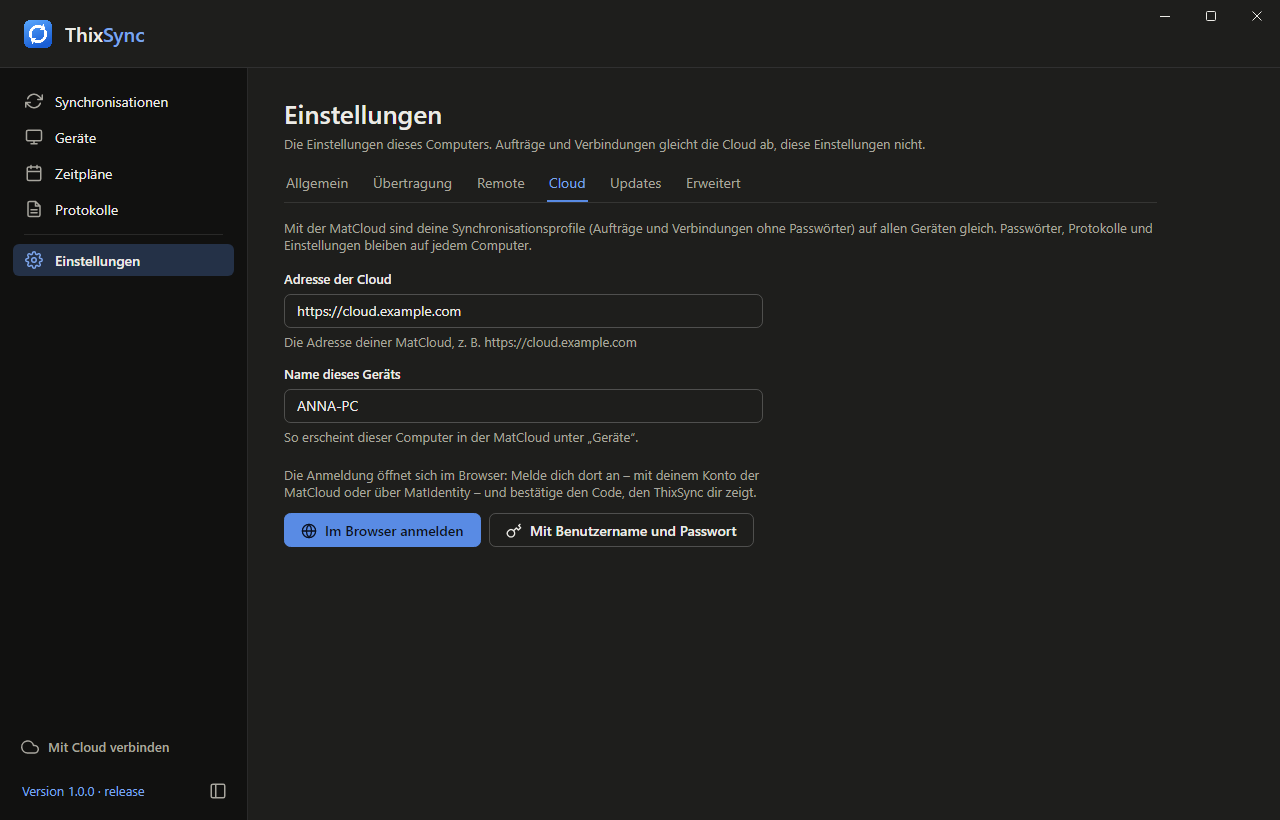 ThixSync
Synchronisationen
Geräte
Zeitpläne
Protokolle
Einstellungen
Mit Cloud verbinden
Version 1.0.0 · release
Einstellungen
Die Einstellungen dieses Computers. Aufträge und Verbindungen gleicht die Cloud ab, diese Einstellungen nicht.
Allgemein Übertragung Remote Cloud Updates Erweitert
Mit der MatCloud sind deine Synchronisationsprofile (Aufträge und Verbindungen ohne Passwörter) auf allen Geräten gleich. Passwörter, Protokolle und
Einstellungen bleiben auf jedem Computer.
Adresse der Cloud
https://cloud.example.com
Die Adresse deiner MatCloud, z. B. https://cloud.example.com
Name dieses Geräts
ANNA-PC
So erscheint dieser Computer in der MatCloud unter „Geräte“.
Die Anmeldung öffnet sich im Browser: Melde dich dort an – mit deinem Konto der
MatCloud oder über MatIdentity – und bestätige den Code, den ThixSync dir zeigt.
Im Browser anmelden Mit Benutzername und Passwort